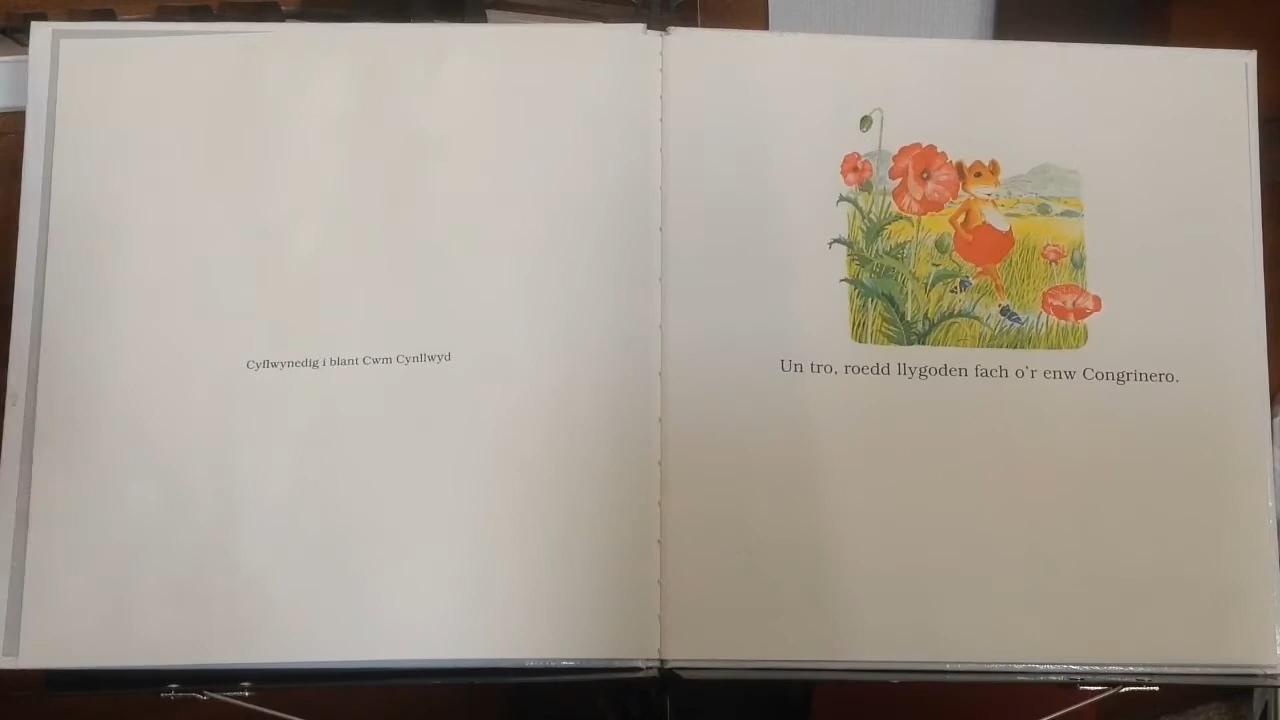 Cyflwynedig i blant Cwm Cynllwyd
Un tro, roedd llygoden fach o'r enw Congrinero.